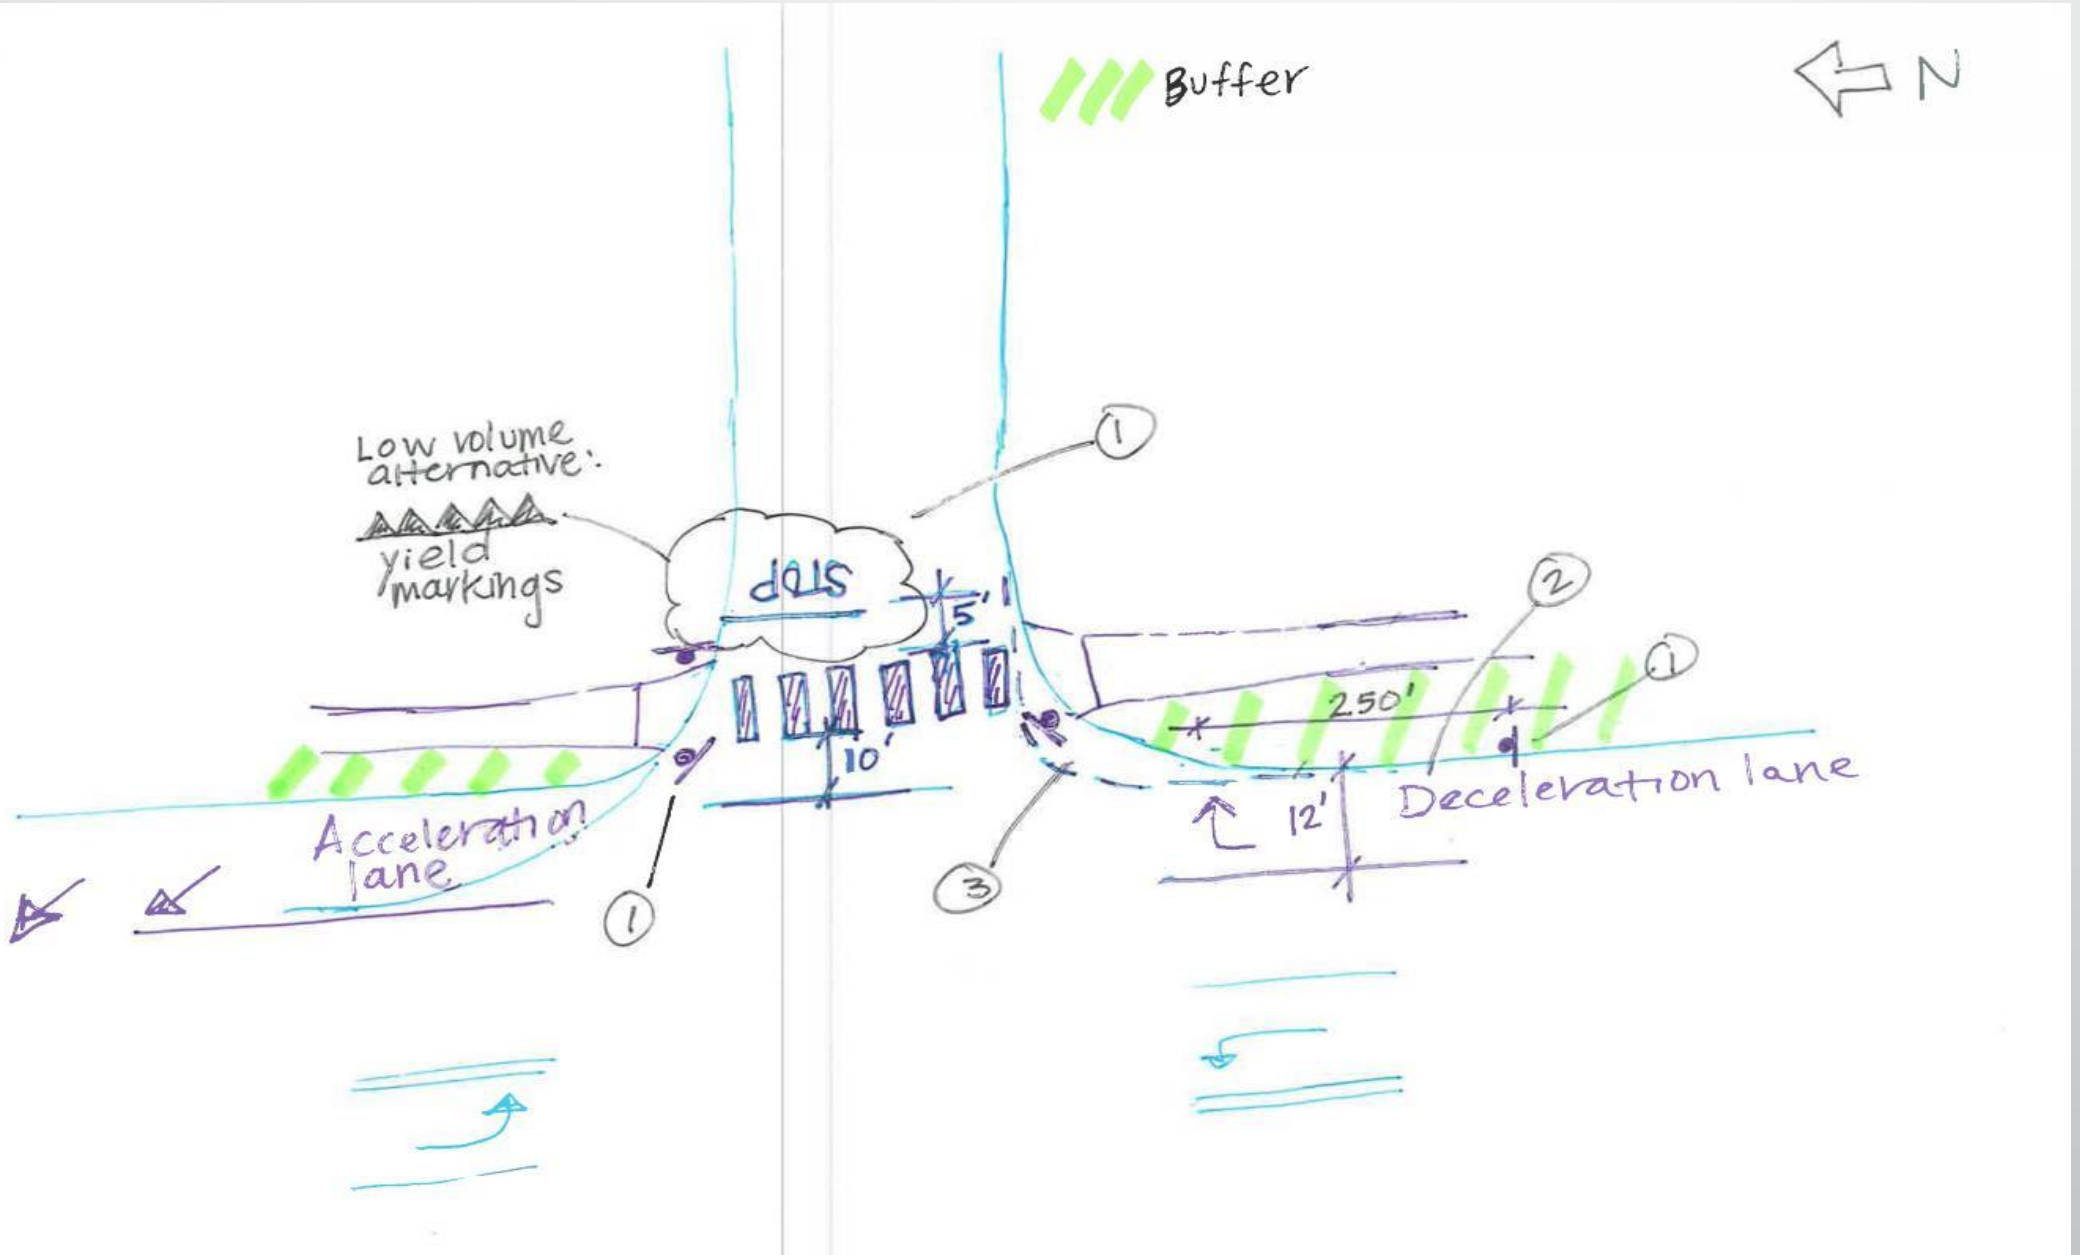 Buffer
N
1
Low volume
alternative:
yield
markings
STOP
5'
2
1
250'
10'
12'
Deceleration lane
Acceleration
lane
3
1